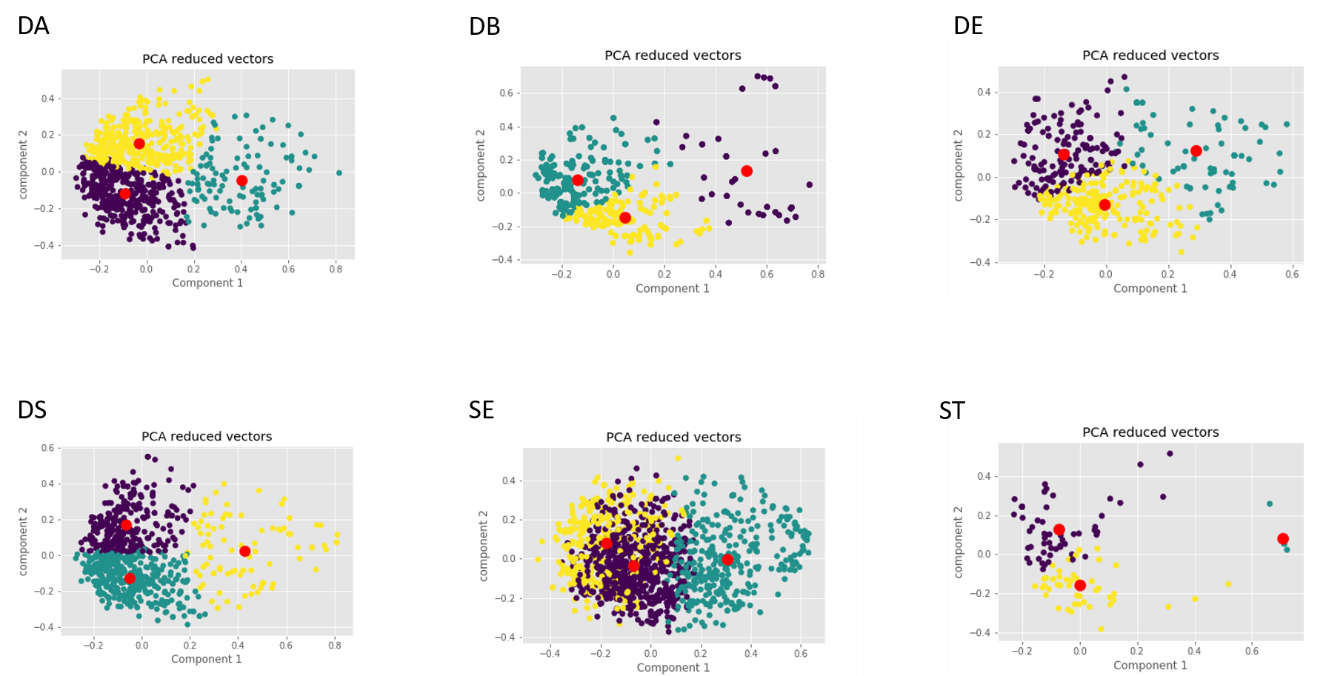 DA
PCA reduced vectors
component 2
0.4
0.2
0.0
−0.2
−0.4
−0.2 0.0 0.2 0.4 0.6 0.8
Component 1
DB
PCA reduced vectors
component 2
0.6
0.4
0.2
0.0
−0.2
−0.4
−0.2 0.0 0.2 0.4 0.6 0.8
Component 1
DE
PCA reduced vectors
component 2
0.4
0.2
0.0
−0.2
−0.4
−0.2 0.0 0.2 0.4 0.6
Component 1
DS
PCA reduced vectors
component 2
0.6
0.4
0.2
0.0
−0.2
−0.4
−0.2 0.0 0.2 0.4 0.6 0.8
Component 1
SE
PCA reduced vectors
component 2
0.4
0.2
0.0
−0.2
−0.4
−0.4 −0.2 0.0 0.2 0.4 0.6
Component 1
ST
PCA reduced vectors
component 2
0.4
0.2
0.0
−0.2
−0.4
−0.2 0.0 0.2 0.4 0.6
Component 1